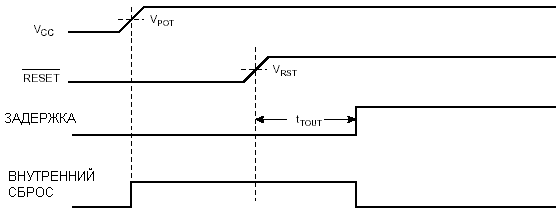 VCC
VPOT
RESET
VRST
ЗАДЕРЖКА
tTOUT
ВНУТРЕННИЙ
СБРОС